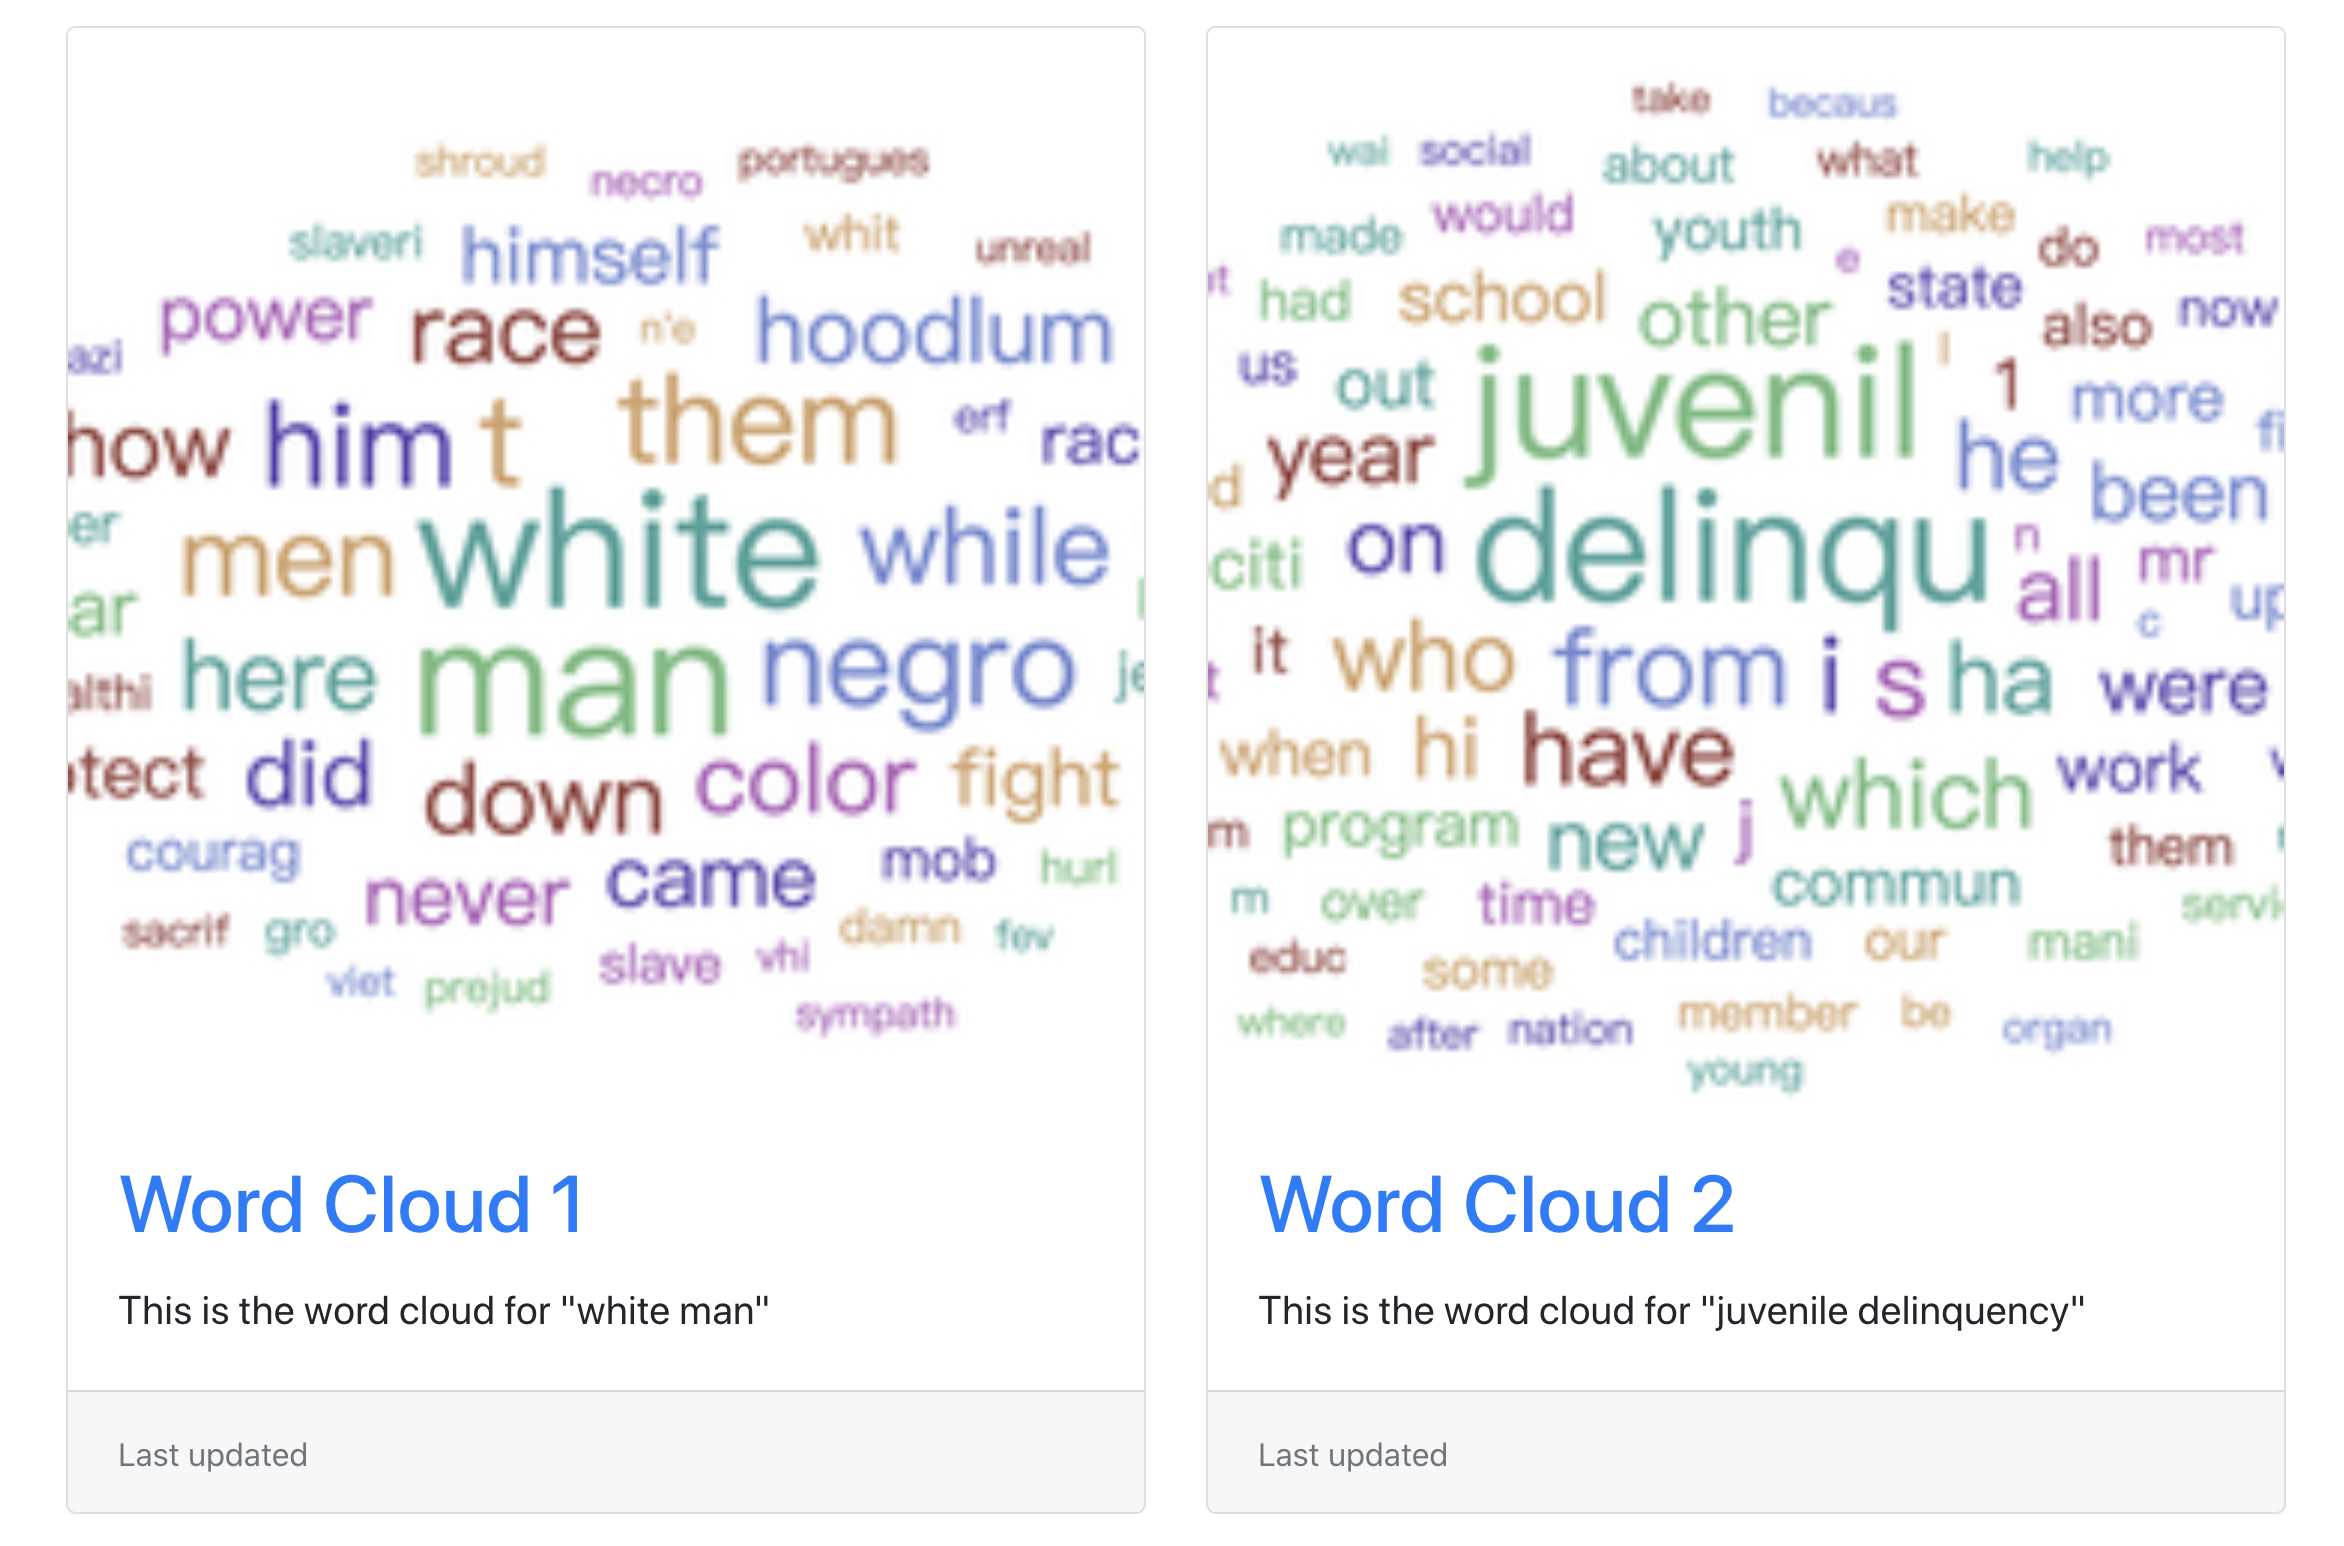 shroud necro portugues
slaveri himself whit unreal
power race n'e hoodlum
azi
how him t them erf rac
er men white while
ar here man negro je
althi
otect did down color fight
courag never came mob hurl
sacrif gro slave vhi damn fev
viet prejud sympath
Word Cloud 1
This is the word cloud for "white man"
Last updated
take becaus
wai social about what help
made would youth e make do most
had school other state also now
us out juvenil l 1 more fi
d year he been
citi on delinqu n all mr
c up
it who from i s ha were
when hi have which work
m program new j them
m over time commun servi
educ some children our mani
where after nation member be organ
young
Word Cloud 2
This is the word cloud for "juvenile delinquency"
Last updated